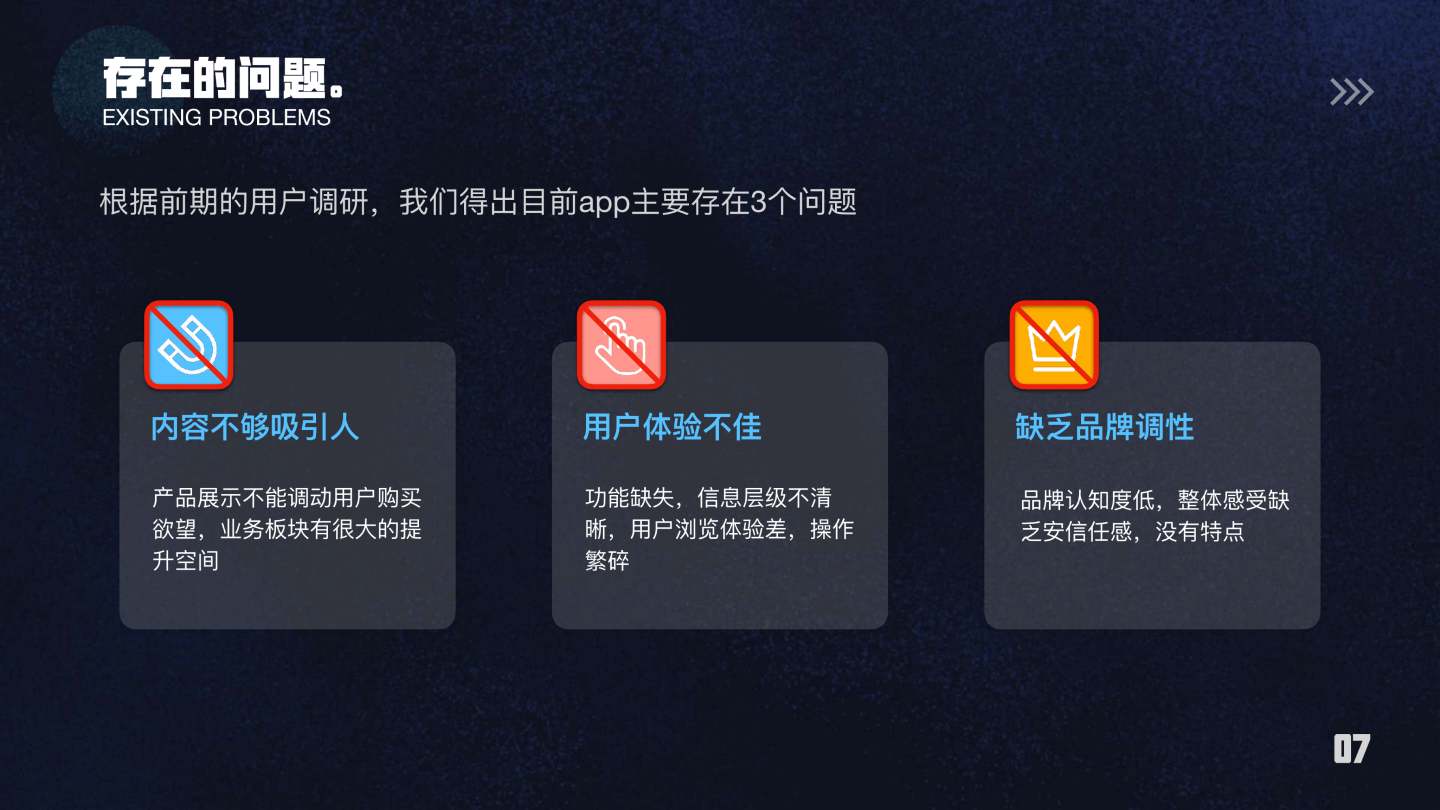 存在的问题。
EXISTING PROBLEMS
根据前期的用户调研，我们得出目前app主要存在3个问题
内容不够吸引人
产品展示不能调动用户购买
欲望，业务板块有很大的提
升空间
用户体验不佳
功能缺失，信息层级不清
晰，用户浏览体验差，操作
繁碎
缺乏品牌调性
品牌认知度低，整体感受缺
乏安信任感，没有特点
07